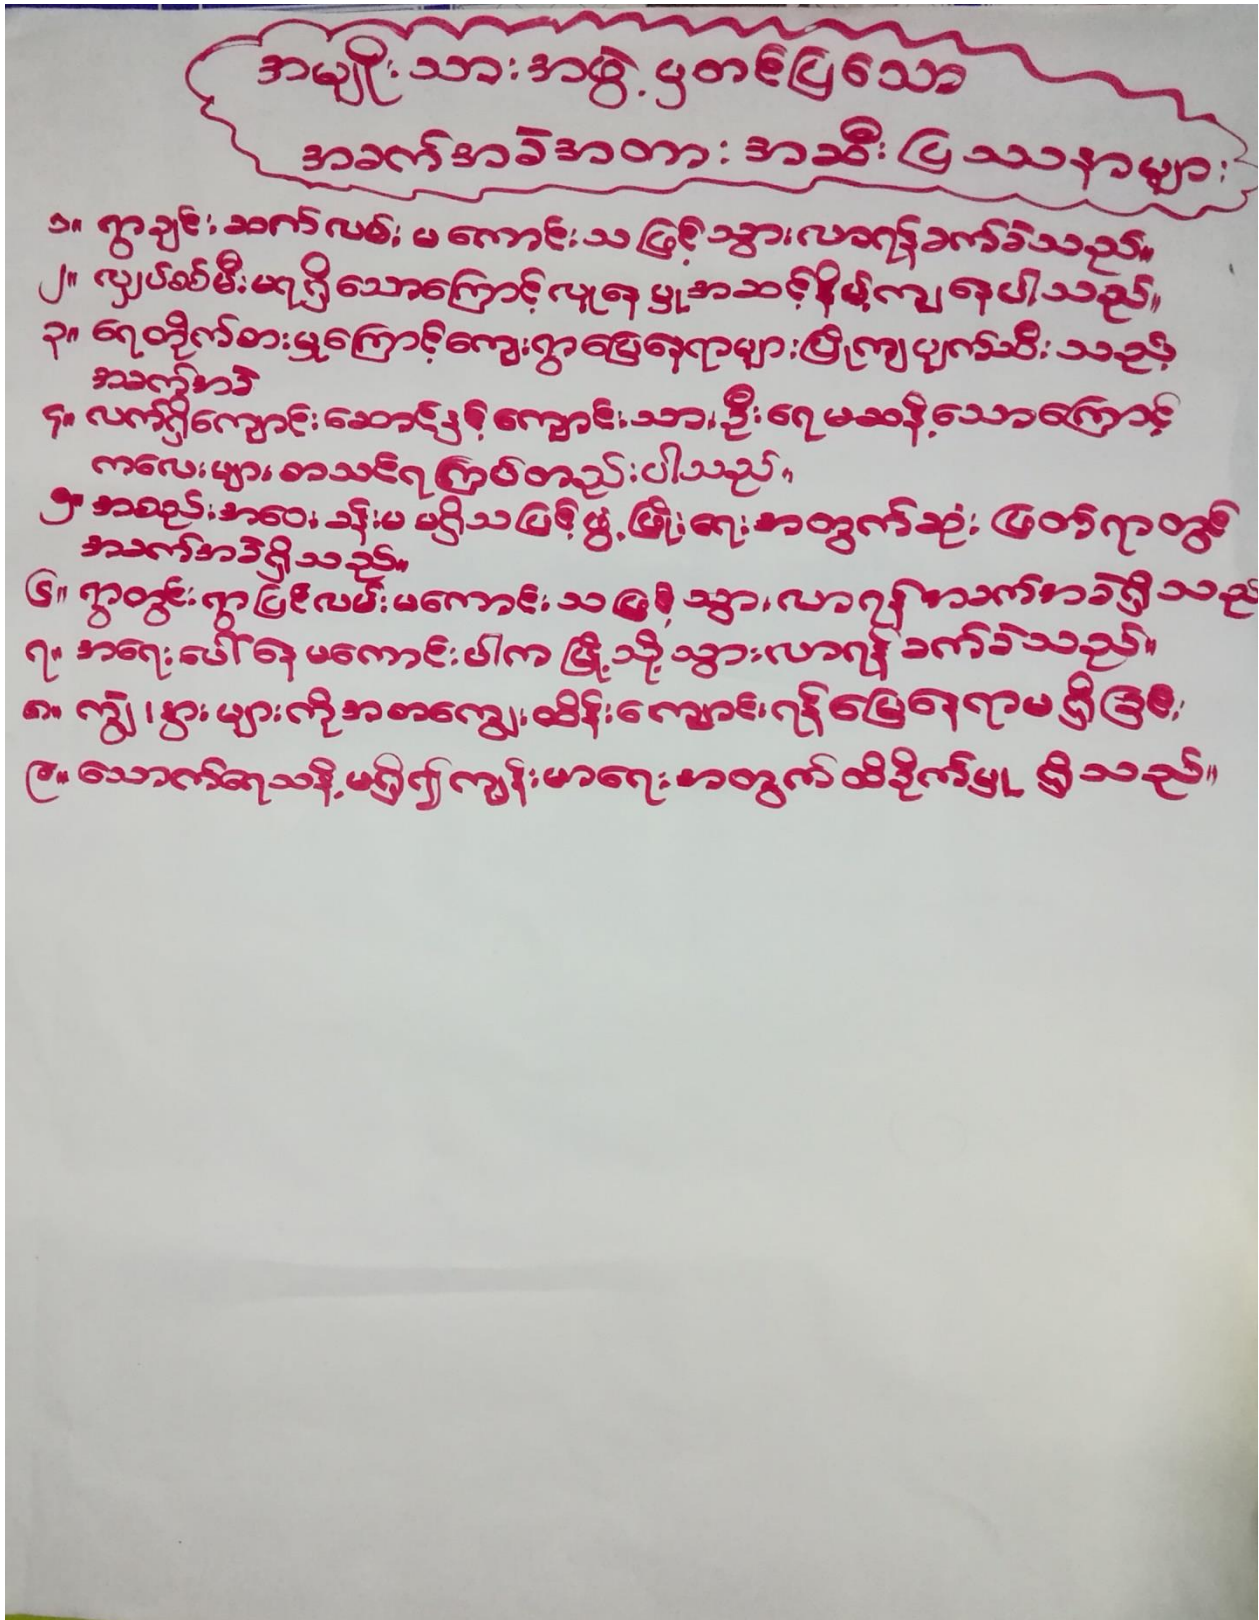 အမျိုးသားအဖွဲ့မှတင်ပြသော
အခက်အခဲအတားအဆီးပြဿနာများ
၁။ ရွာချင်းဆက်လမ်းမကောင်းသဖြင့်သွားလာရန်ခက်ခဲသည်။
၂။ လျှပ်စစ်မီးမရရှိသောကြောင့်လူနေမှုအဆင့်နိမ့်ကျနေပါသည်။
၃။ ရေတိုက်စားမှုကြောင့်ကျေးရွာမြေနေရာများပြိုကျပျက်ဆီးသည့်
အခက်အခဲ
၄။ လက်ရှိကျောင်းဆောင်နှင့်ကျောင်းသားဦးရေမဆန့်သောကြောင့်
ကလေးများစာသင်ရကြပ်တည်းပါသည်။
၅။ အစည်းအဝေးခန်းမမရှိသဖြင့်ဖွံ့ဖြိုးရေးအတွက်ဆုံးဖြတ်ရာတွင်
အခက်အခဲရှိသည်။
၆။ ရွာတွင်းရွာပြင်လမ်းမကောင်းသဖြင့်သွားလာရန်အခက်အခဲရှိသည်
၇။ အရေးပေါ်နေမကောင်းပါကမြို့သို့သွားလာရန်ခက်ခဲသည်။
၈။ ကျွဲ၊နွားများကိုအစာကျွေးထိန်းကျောင်းရန်မြေနေရာမရှိခြင်း
၉။ သောက်ရေသန့်မရှိ၍ကျန်းမာရေးအတွက်ထိခိုက်မှုရှိသည်။